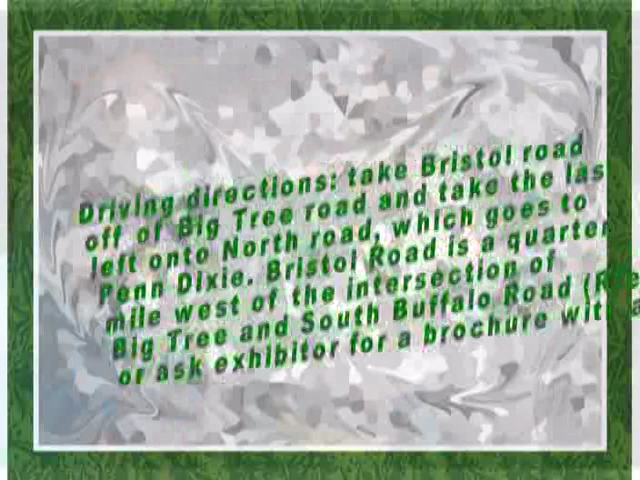 Driving directions: take Bristol road
off of Big Tree road and take the las
left onto North road, which goes to
Penn Dixie. Bristol Road is a quarter
mile west of the intersection of
Big Tree and South Buffalo Road
or ask exhibitor for a brochure with a